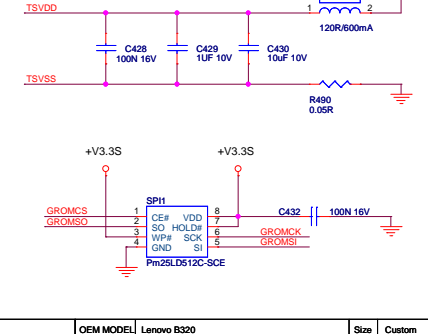 TSVDD
1 2
120R/600mA
C428 C429 C430
100N 16V 1UF 10V 10uF 10V
TSVSS
R490
0.05R
+V3.3S +V3.3S
SPI1
GROMCS 1 CE# VDD 8
GROMSO 2 SO HOLD# 7
3 WP# SCK 6 GROMCK
4 GND SI 5 GROMSI
C432 100N 16V
Pm25LD512C-SCE
OEM MODEL Lenovo B320 Size Custom